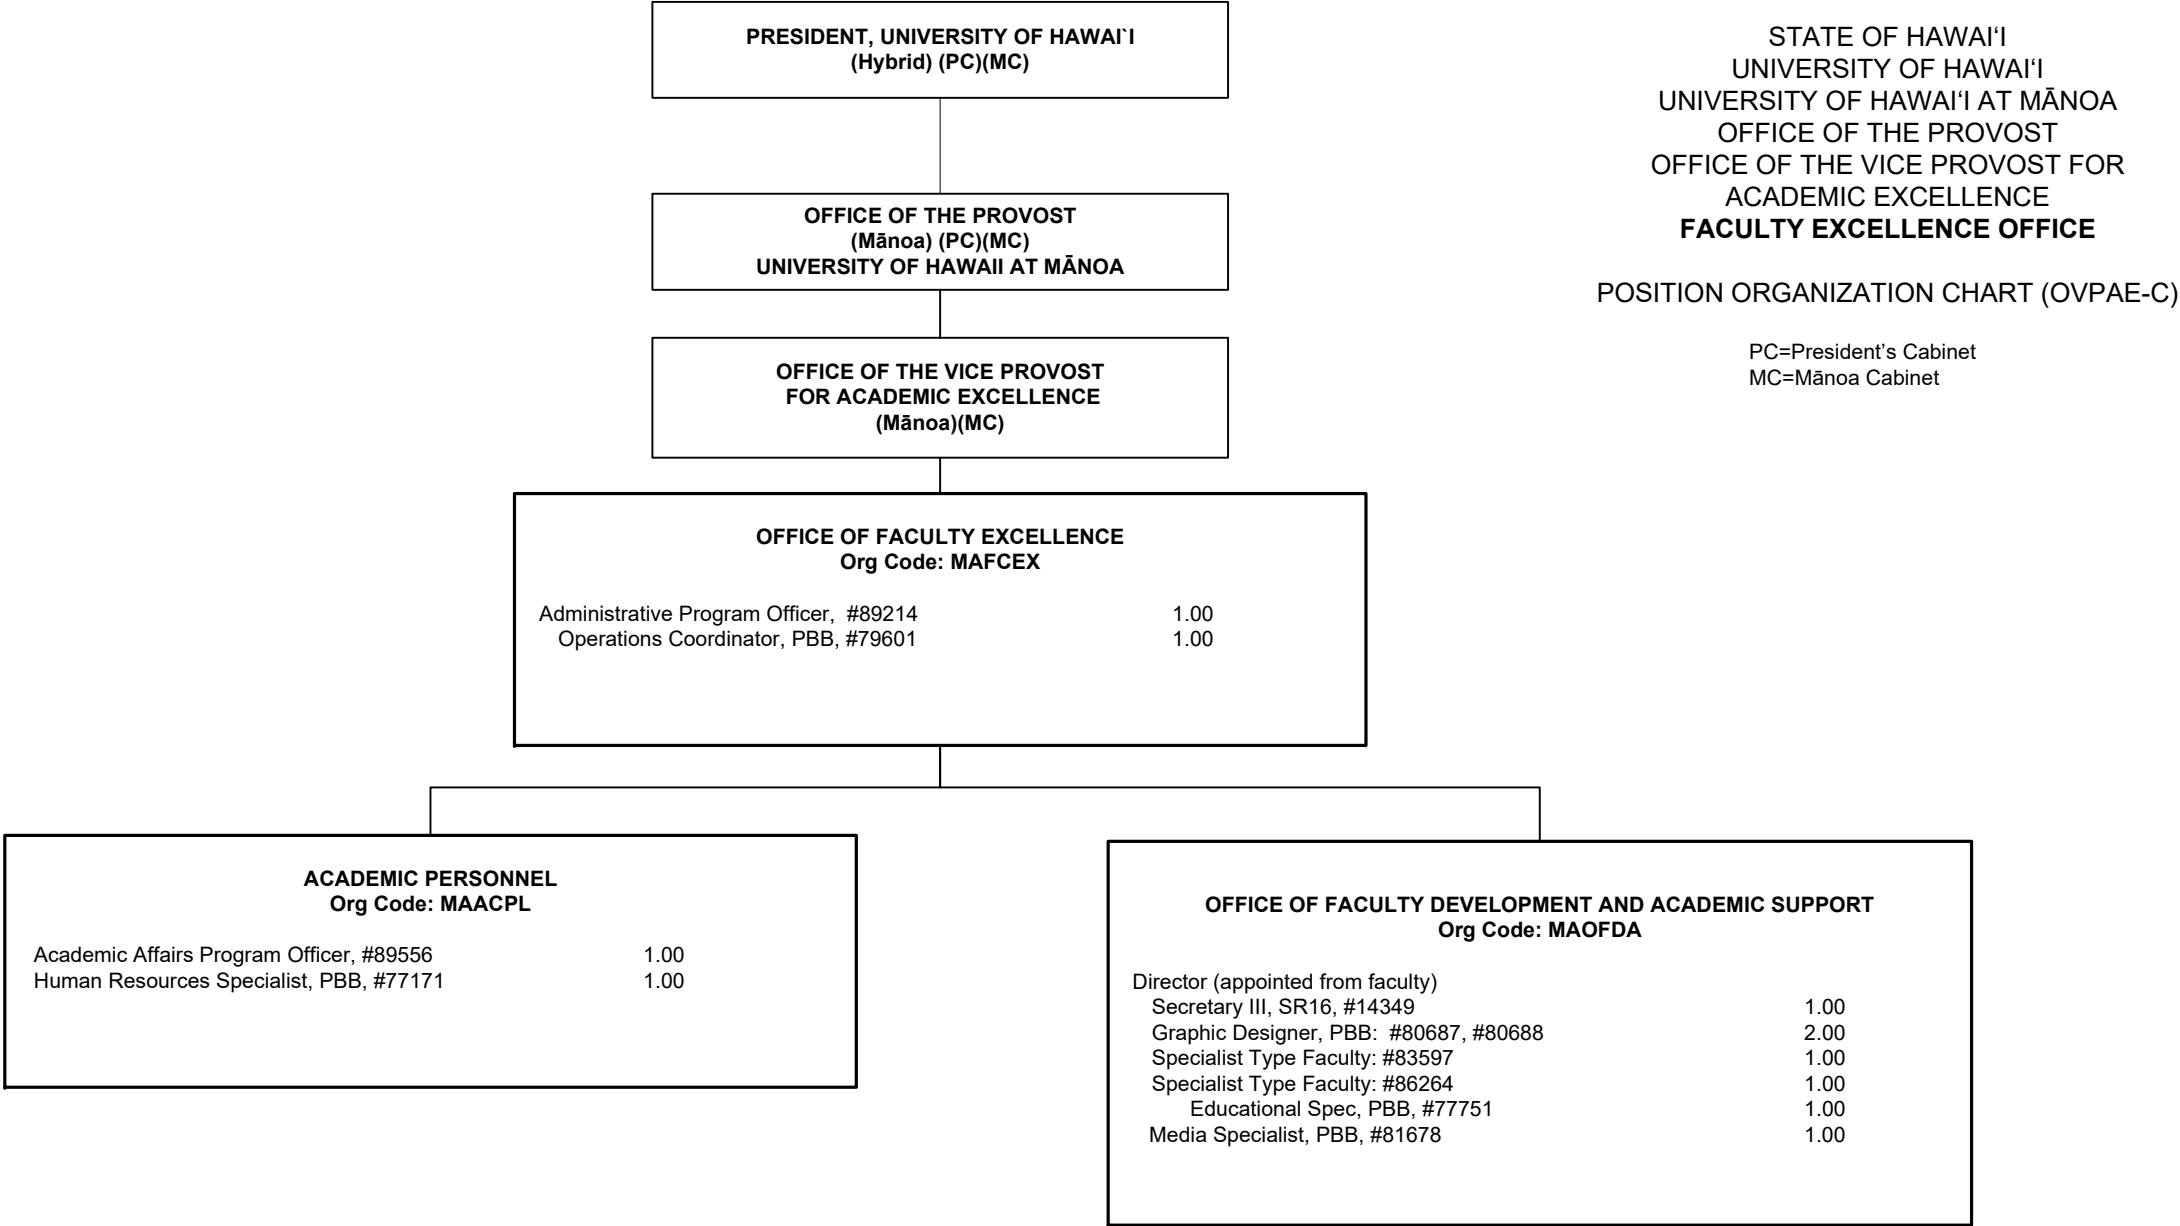 PRESIDENT, UNIVERSITY OF HAWAI`I
(Hybrid) (PC)(MC)
STATE OF HAWAI‘I
UNIVERSITY OF HAWAI‘I
UNIVERSITY OF HAWAI‘I AT MĀNOA
OFFICE OF THE PROVOST
OFFICE OF THE VICE PROVOST FOR
ACADEMIC EXCELLENCE
FACULTY EXCELLENCE OFFICE
POSITION ORGANIZATION CHART (OVPAE-C)
PC=President’s Cabinet
MC=Mānoa Cabinet
OFFICE OF THE PROVOST
(Mānoa) (PC)(MC)
UNIVERSITY OF HAWAII AT MĀNOA
OFFICE OF THE VICE PROVOST
FOR ACADEMIC EXCELLENCE
(Mānoa)(MC)
OFFICE OF FACULTY EXCELLENCE
Org Code: MAFCEX
Administrative Program Officer, #89214 1.00
Operations Coordinator, PBB, #79601 1.00
ACADEMIC PERSONNEL
Org Code: MAACPL
Academic Affairs Program Officer, #89556 1.00
Human Resources Specialist, PBB, #77171 1.00
OFFICE OF FACULTY DEVELOPMENT AND ACADEMIC SUPPORT
Org Code: MAOFDA
Director (appointed from faculty)
Secretary III, SR16, #14349 1.00
Graphic Designer, PBB: #80687, #80688 2.00
Specialist Type Faculty: #83597 1.00
Specialist Type Faculty: #86264 1.00
Educational Spec, PBB, #77751 1.00
Media Specialist, PBB, #81678 1.00